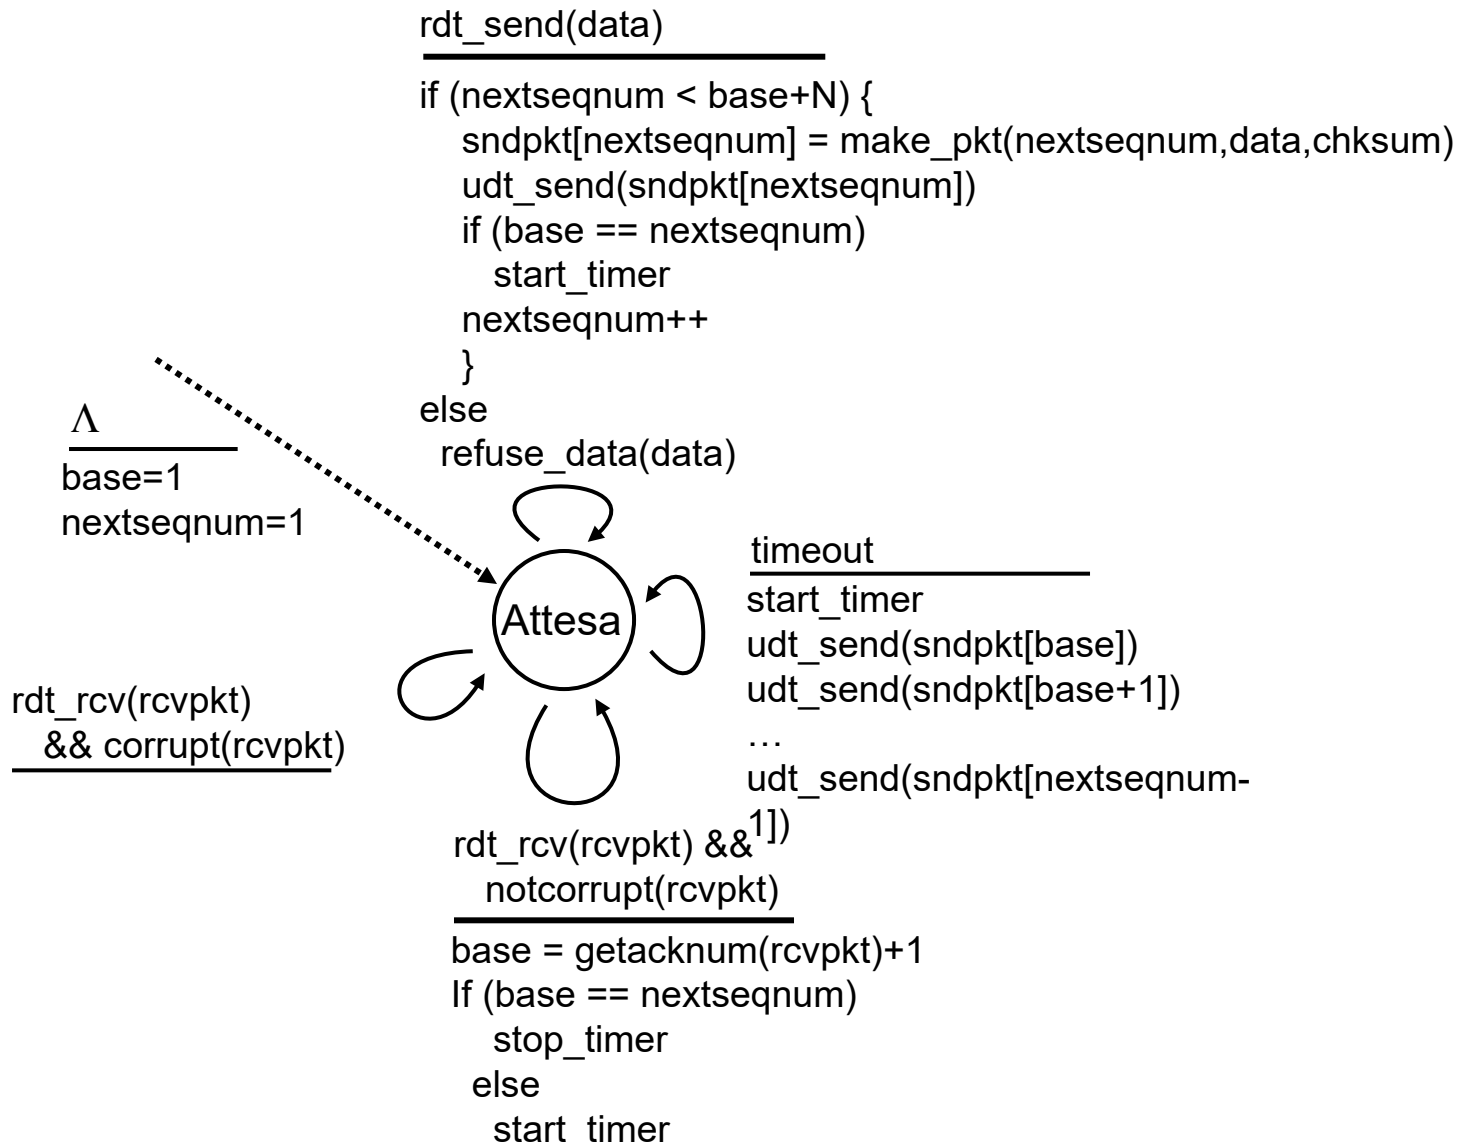 rdt_send(data)
if (nextseqnum < base+N) {
sndpkt[nextseqnum] = make_pkt(nextseqnum,data,chksum)
udt_send(sndpkt[nextseqnum])
if (base == nextseqnum)
start_timer
nextseqnum++
}
else
refuse_data(data)
Λ
base=1
nextseqnum=1
Attesa
timeout
start_timer
udt_send(sndpkt[base])
udt_send(sndpkt[base+1])
…
udt_send(sndpkt[nextseqnum-
1])
rdt_rcv(rcvpkt)
&& corrupt(rcvpkt)
rdt_rcv(rcvpkt) &&
notcorrupt(rcvpkt)
base = getacknum(rcvpkt)+1
If (base == nextseqnum)
stop_timer
else
start_timer